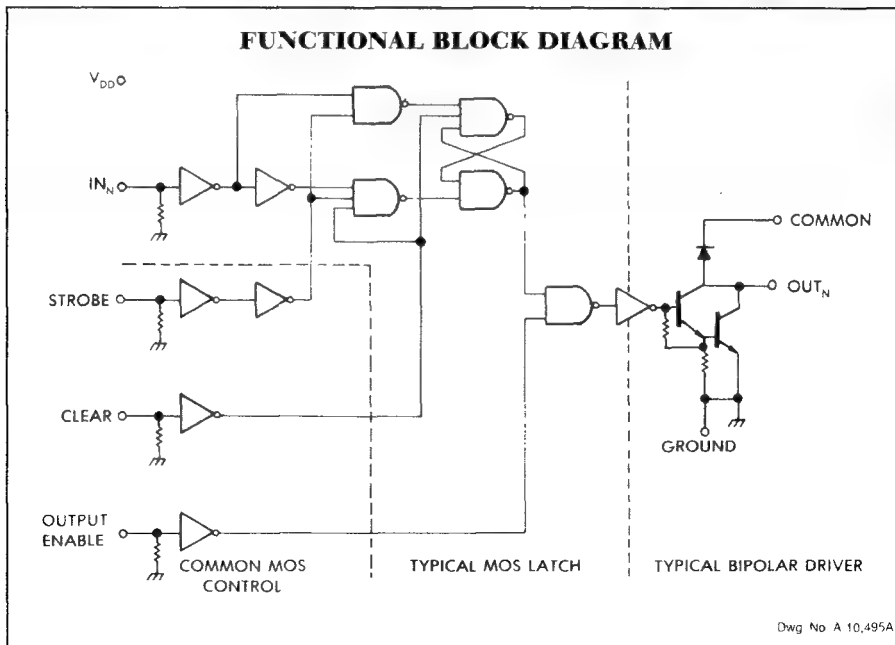 FUNCTIONAL BLOCK DIAGRAM
VDD
INN
COMMON
STROBE
OUTN
CLEAR
GROUND
OUTPUT
ENABLE
COMMON MOS
CONTROL
TYPICAL MOS LATCH
TYPICAL BIPOLAR DRIVER
Dwg No A 10,495A